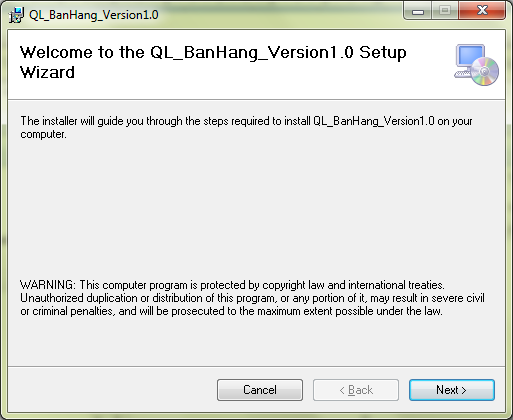 QL_BanHang_Version1.0
Welcome to the QL_BanHang_Version1.0 Setup
Wizard
The installer will guide you through the steps required to install QL_BanHang_Version1.0 on your
computer.
WARNING: This computer program is protected by copyright law and international treaties.
Unauthorized duplication or distribution of this program, or any portion of it, may result in severe civil
or criminal penalties, and will be prosecuted to the maximum extent possible under the law.
Cancel < Back Next >